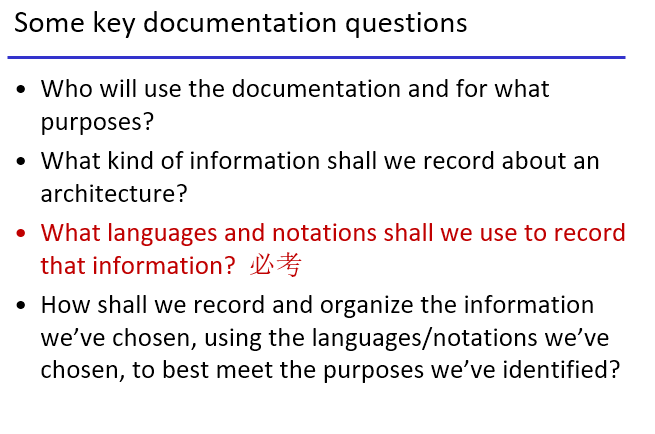 Some key documentation questions
• Who will use the documentation and for what
purposes?
• What kind of information shall we record about an
architecture?
• What languages and notations shall we use to record
that information? 必考
• How shall we record and organize the information
we’ve chosen, using the languages/notations we’ve
chosen, to best meet the purposes we’ve identified?